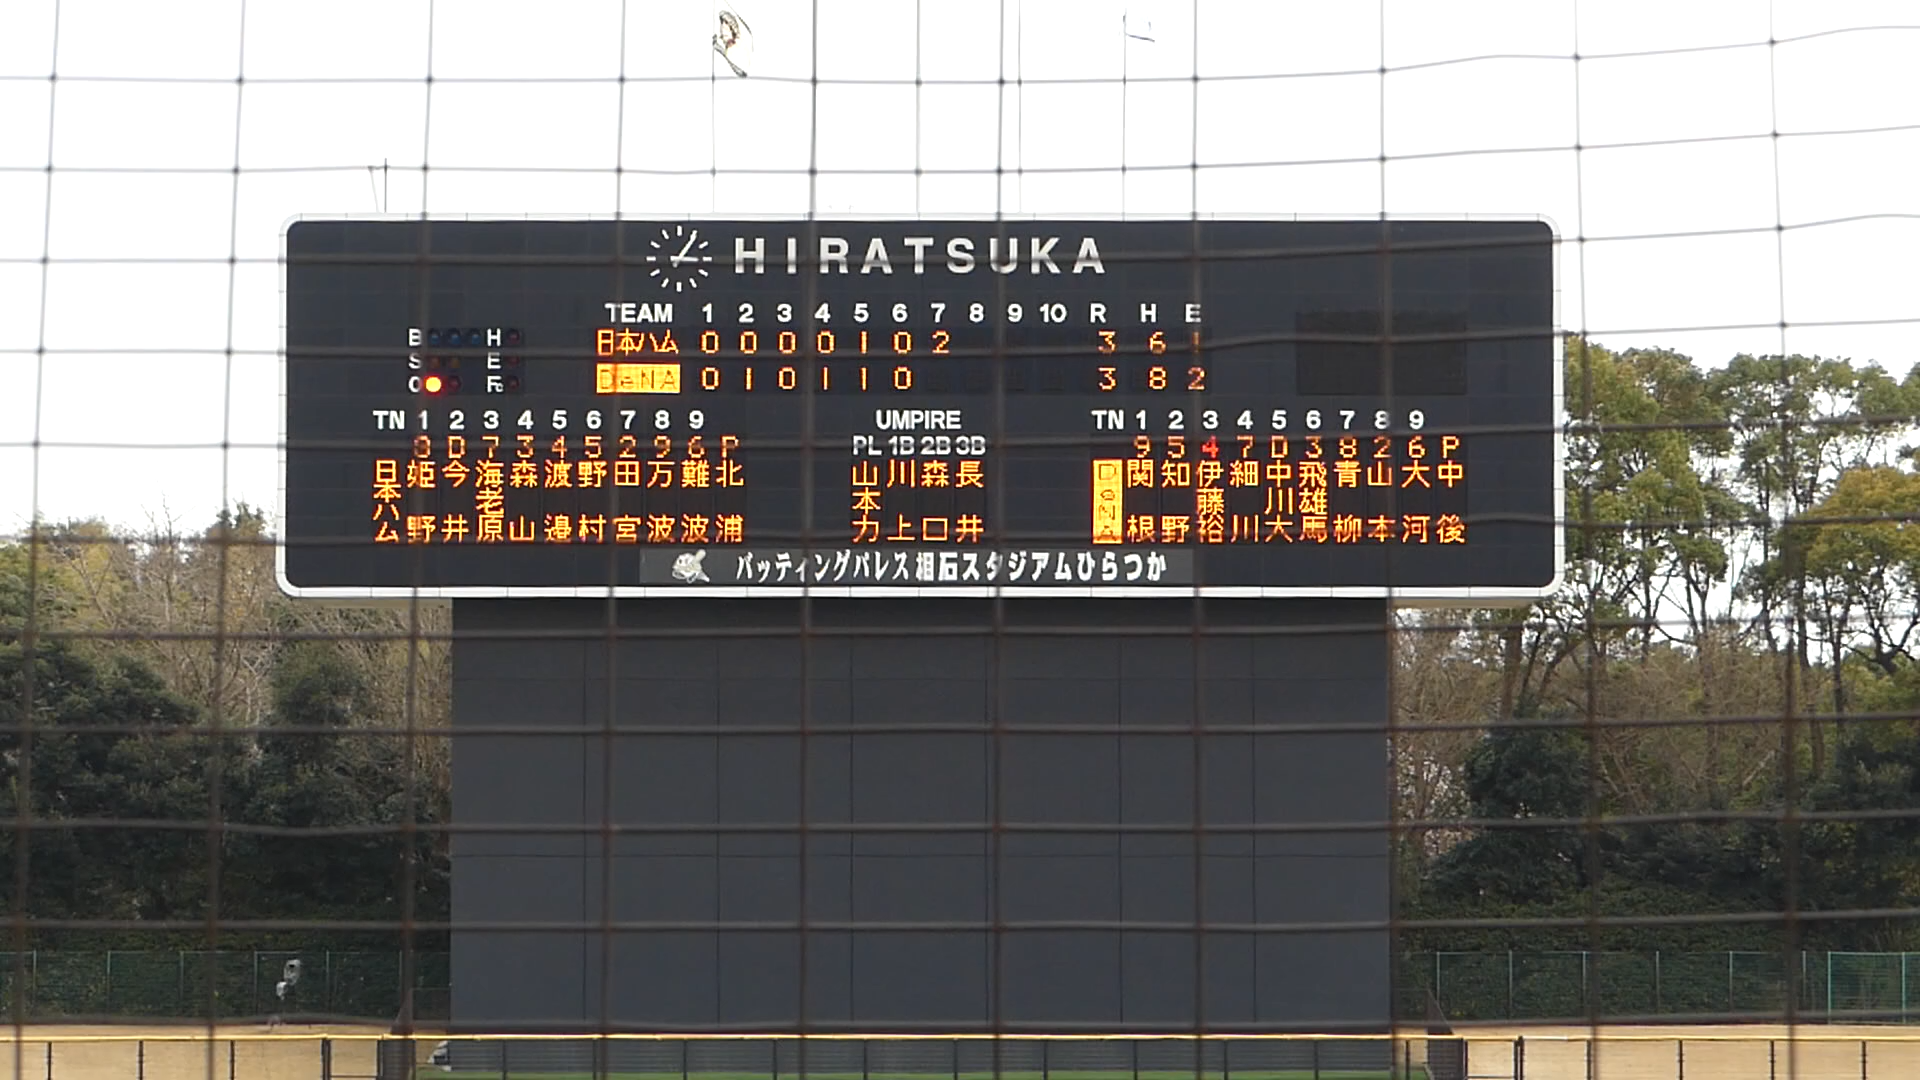 HIRATSUKA
TEAM 1 2 3 4 5 6 7 8 9 10 R H E
B H 日本ハム 0 0 0 0 1 0 2 3 6 1
S E
O Fc DeNA 0 1 0 1 1 0 3 8 2
TN 1 2 3 4 5 6 7 8 9 UMPIRE TN 1 2 3 4 5 6 7 8 9
8 D 7 3 4 5 2 9 6 P PL 1B 2B 3B 9 5 4 7 D 3 8 2 6 P
日本ハム 姫野 今井 海老原 森山 渡邉 野村 田宮 万波 難波 北浦 山本力 川上 森口 長井 DeNA 関根 知野 伊藤裕 細川 中川大 飛雄馬 青柳 山本 大河 中後
バッティングパレス相石スタジアムひらつか